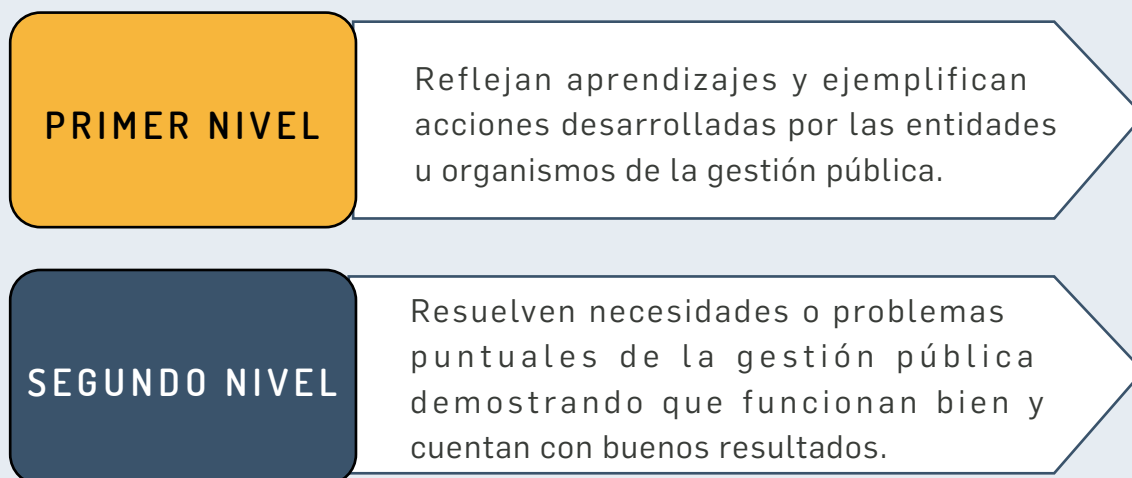 PRIMER NIVEL
Reflejan aprendizajes y ejemplifican
acciones desarrolladas por las entidades
u organismos de la gestión pública.
SEGUNDO NIVEL
Resuelven necesidades o problemas
puntuales de la gestión pública
demostrando que funcionan bien y
cuentan con buenos resultados.